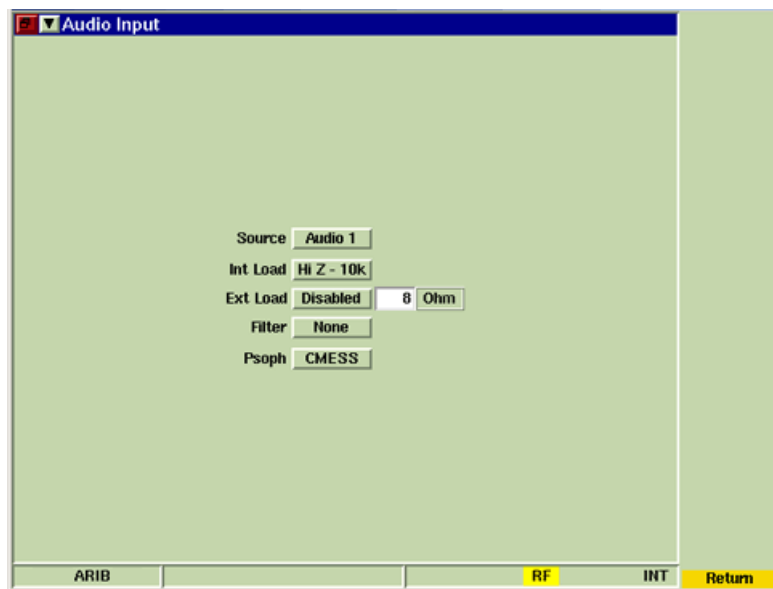 Audio Input
Source Audio 1
Int Load Hi Z - 10k
Ext Load Disabled 8 Ohm
Filter None
Psoph CMESS
ARIB RF INT Return